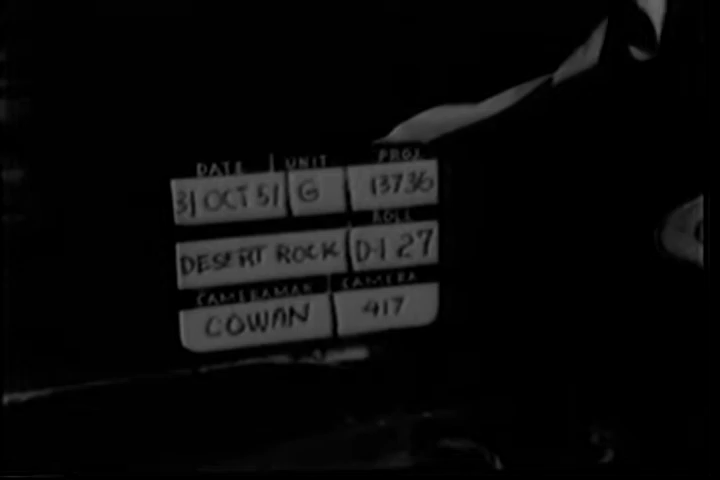 DATE UNIT PROJ
31 OCT 51 G 13736
ROLL
DESERT ROCK D-1 27
CAMERAMAN CAMERA
COWAN 417